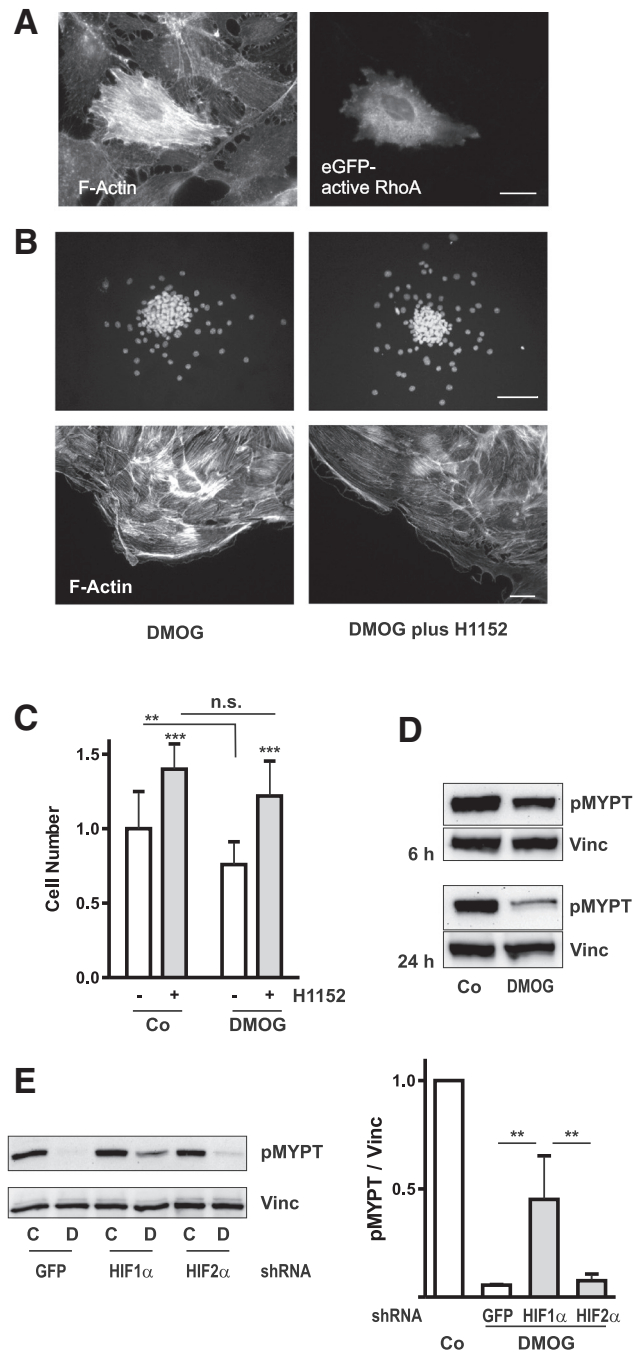 A
F-Actin
eGFP-
active RhoA
B
F-Actin
DMOG
DMOG plus H1152
C
n.s.
**
***
***
1.5
1.0
0.5
0.0
Cell Number
- + - + H1152
Co DMOG
D
pMYPT
6 h Vinc
pMYPT
24 h Vinc
Co DMOG
E
pMYPT
Vinc
C D C D C D
GFP HIF1α HIF2α shRNA
1.0
0.5
pMYPT / Vinc
** **
shRNA GFP HIF1α HIF2α
Co DMOG